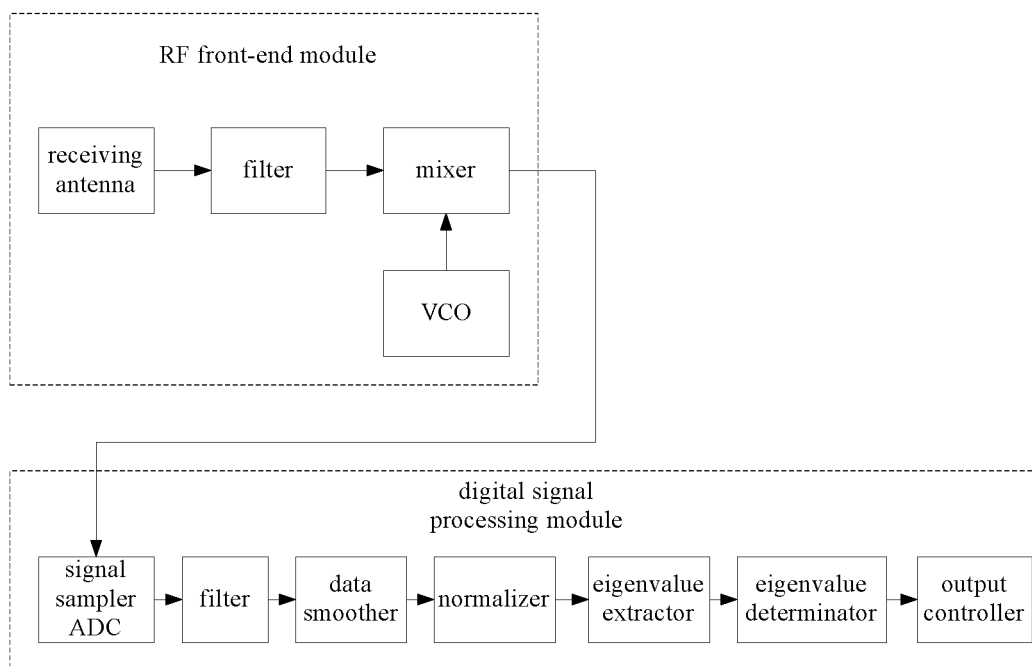 RF front-end module
receiving
antenna
filter
mixer
VCO
digital signal
processing module
signal
sampler
ADC
filter
data
smoother
normalizer
eigenvalue
extractor
eigenvalue
determinator
output
controller